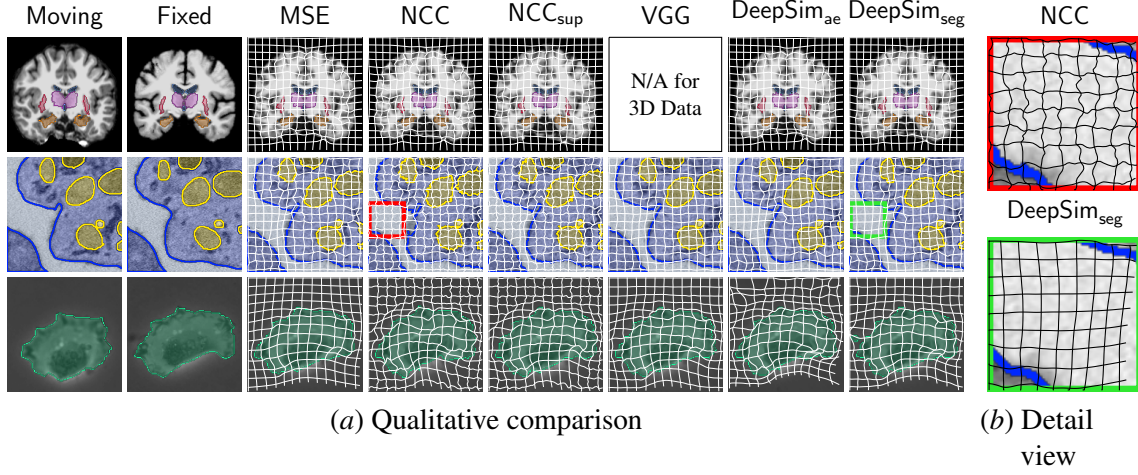 Moving Fixed MSE NCC NCCsup VGG DeepSimae DeepSimseg NCC
N/A for
3D Data
DeepSimseg
(a) Qualitative comparison
(b) Detail
view